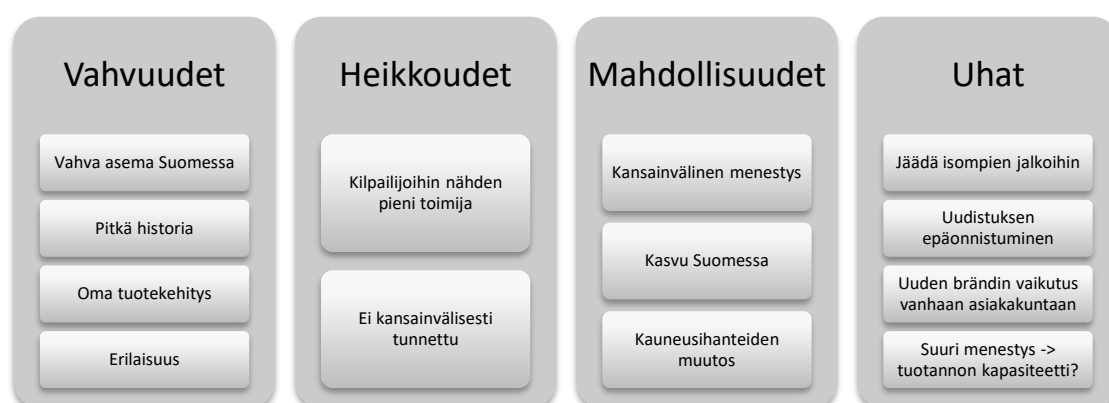 Vahvuudet
Vahva asema Suomessa
Pitkä historia
Oma tuotekehitys
Erilaisuus
Heikkoudet
Kilpailijoihin nähden
pieni toimija
Ei kansainvälisesti
tunnettu
Mahdollisuudet
Kansainvälinen menestys
Kasvu Suomessa
Kauneusihanteiden
muutos
Uhat
Jäädä isompien jalkoihin
Uudistuksen
epäonnistuminen
Uuden brändin vaikutus
vanhaan asiakakuntaan
Suuri menestys ->
tuotannon kapasiteetti?